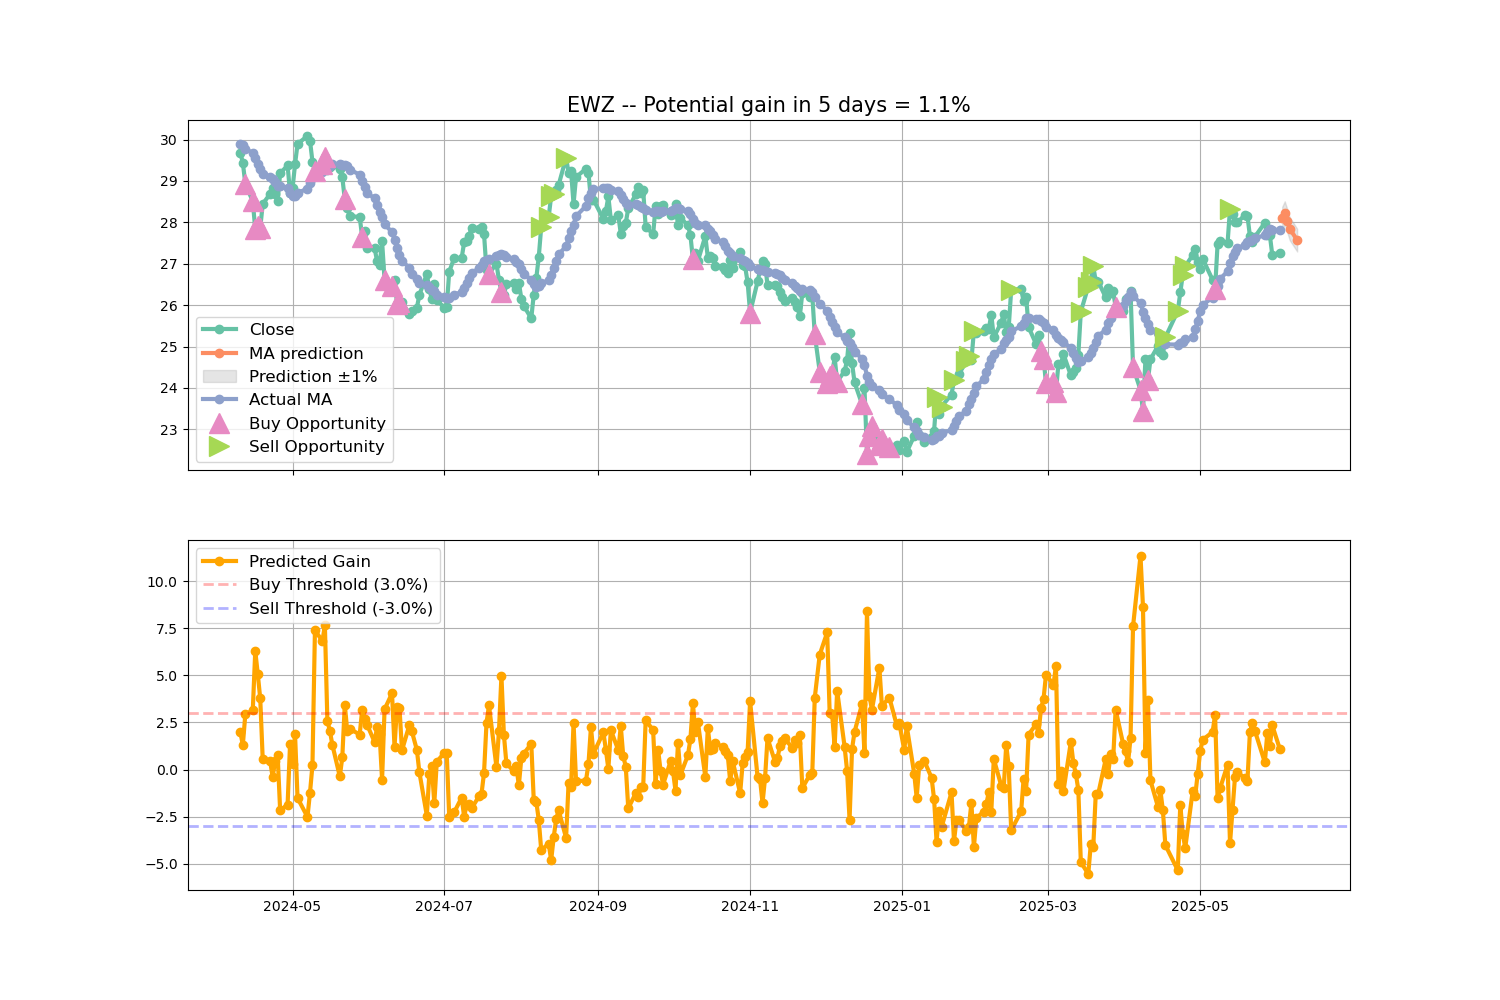 EWZ -- Potential gain in 5 days = 1.1%
30
29
28
27
26
25
24
23
Close
MA prediction
Prediction ±1%
Actual MA
Buy Opportunity
Sell Opportunity
10.0
7.5
5.0
2.5
0.0
−2.5
−5.0
Predicted Gain
Buy Threshold (3.0%)
Sell Threshold (-3.0%)
2024-05
2024-07
2024-09
2024-11
2025-01
2025-03
2025-05